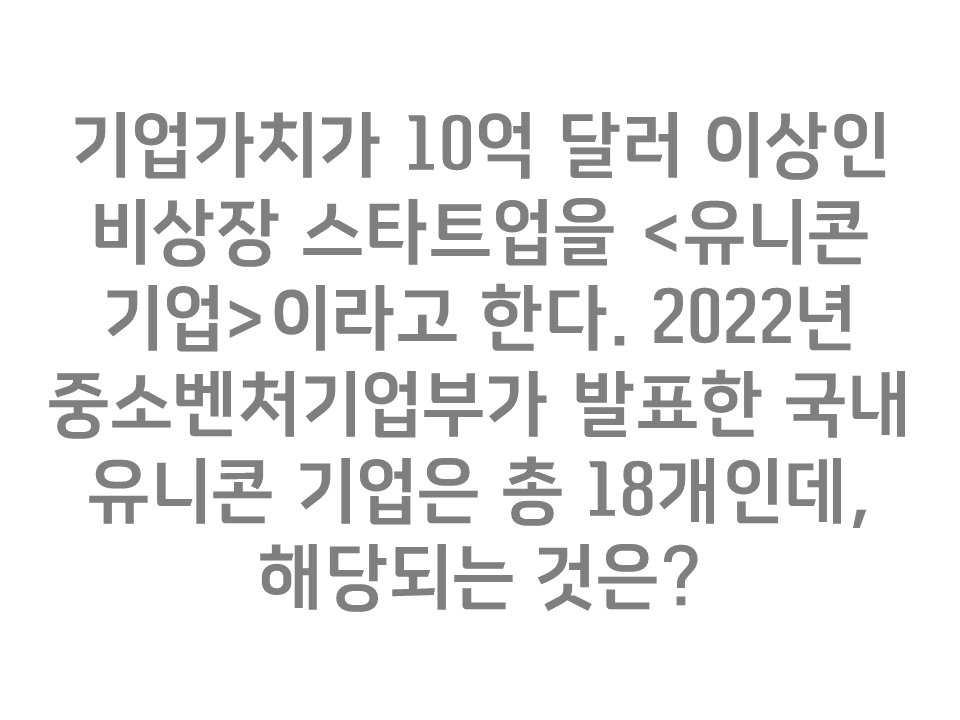 기업가치가 10억 달러 이상인
비상장 스타트업을 <유니콘
기업>이라고 한다. 2022년
중소벤처기업부가 발표한 국내
유니콘 기업은 총 18개인데,
해당되는 것은?